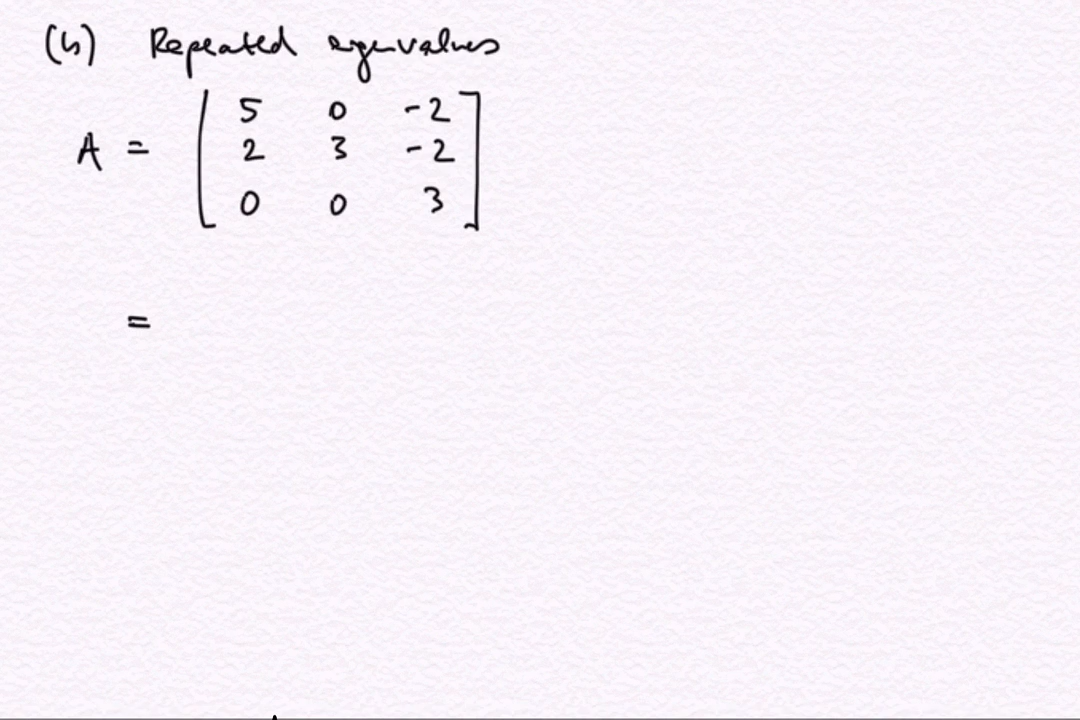 (b) Repeated eigenvalues
A = [ 5 0 -2
2 3 -2
0 0 3 ]
=